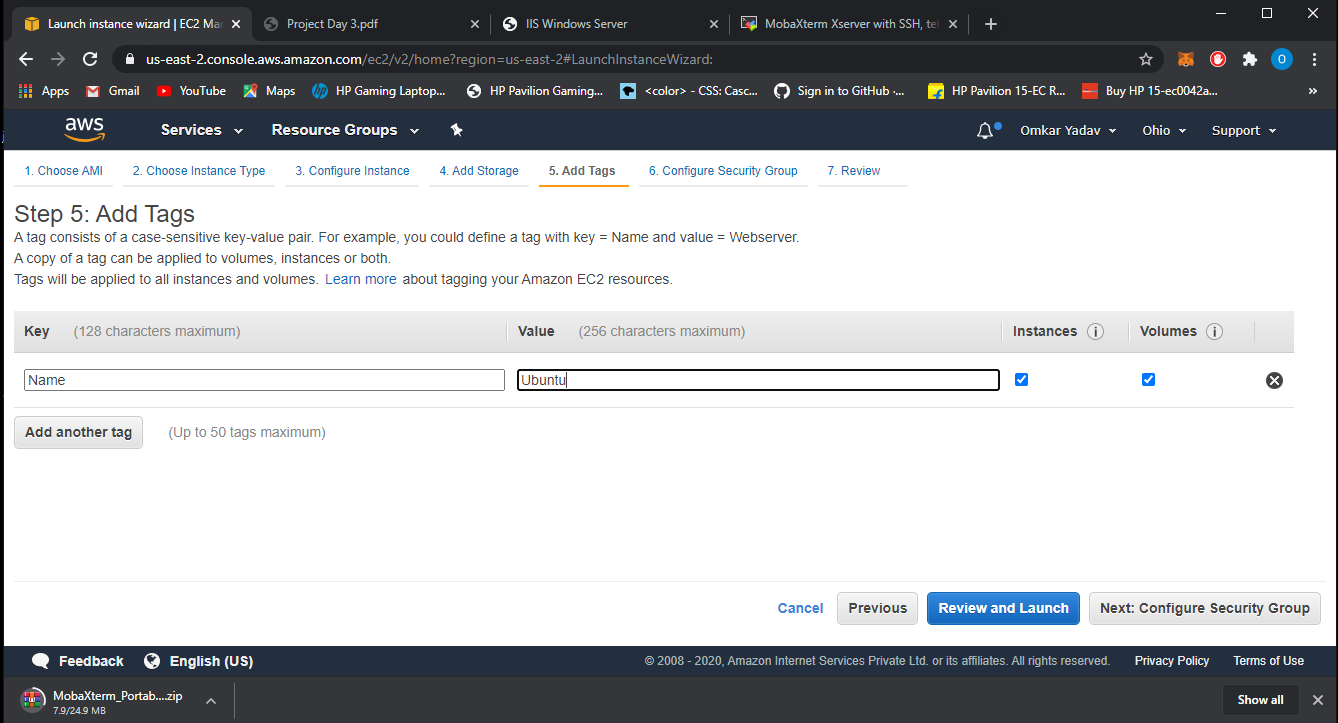 Launch instance wizard | EC2 Ma
Project Day 3.pdf
IIS Windows Server
MobaXterm Xserver with SSH, tel
us-east-2.console.aws.amazon.com/ec2/v2/home?region=us-east-2#LaunchInstanceWizard:
O
Apps
Gmail
YouTube
Maps
HP Gaming Laptop...
HP Pavilion Gaming...
<color> - CSS: Casc...
Sign in to GitHub ·...
HP Pavilion 15-EC R...
Buy HP 15-ec0042a...
»
aws
Services
Resource Groups
Omkar Yadav
Ohio
Support
1. Choose AMI
2. Choose Instance Type
3. Configure Instance
4. Add Storage
5. Add Tags
6. Configure Security Group
7. Review
Step 5: Add Tags
A tag consists of a case-sensitive key-value pair. For example, you could define a tag with key = Name and value = Webserver.
A copy of a tag can be applied to volumes, instances or both.
Tags will be applied to all instances and volumes. Learn more about tagging your Amazon EC2 resources.
Key (128 characters maximum)
Value (256 characters maximum)
Instances
Volumes
Name
Ubuntu
Add another tag
(Up to 50 tags maximum)
Cancel
Previous
Review and Launch
Next: Configure Security Group
Feedback
English (US)
© 2008 - 2020, Amazon Internet Services Private Ltd. or its affiliates. All rights reserved.
Privacy Policy
Terms of Use
MobaXterm_Portab....zip
7.9/24.9 MB
Show all